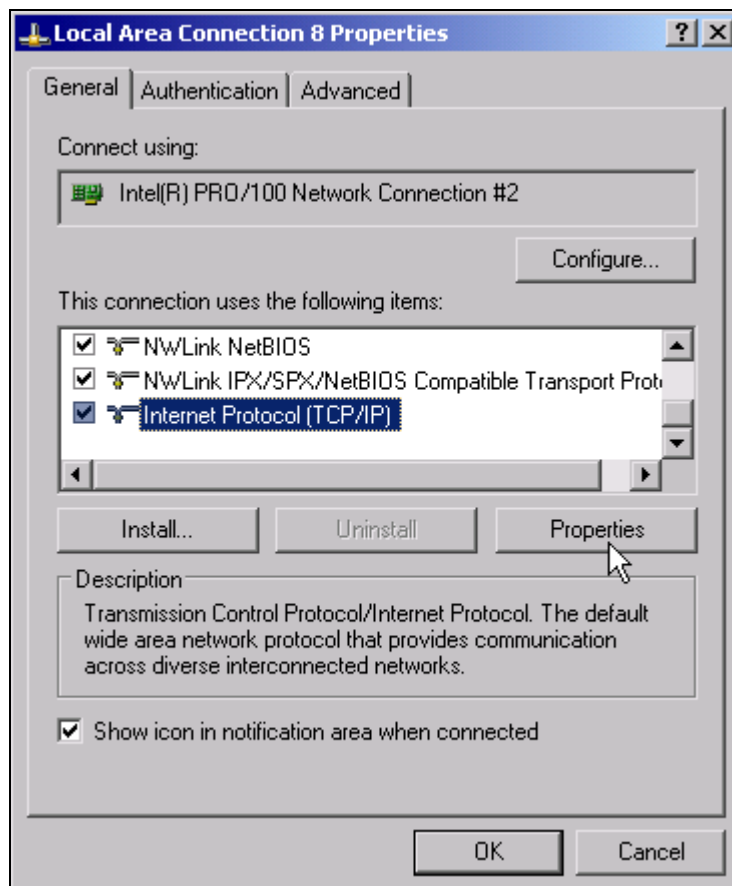 Local Area Connection 8 Properties
General Authentication Advanced
Connect using:
Intel(R) PRO/100 Network Connection #2
Configure...
This connection uses the following items:
NWLink NetBIOS
NWLink IPX/SPX/NetBIOS Compatible Transport Prot
Internet Protocol (TCP/IP)
Install... Uninstall Properties
Description
Transmission Control Protocol/Internet Protocol. The default
wide area network protocol that provides communication
across diverse interconnected networks.
Show icon in notification area when connected
OK Cancel